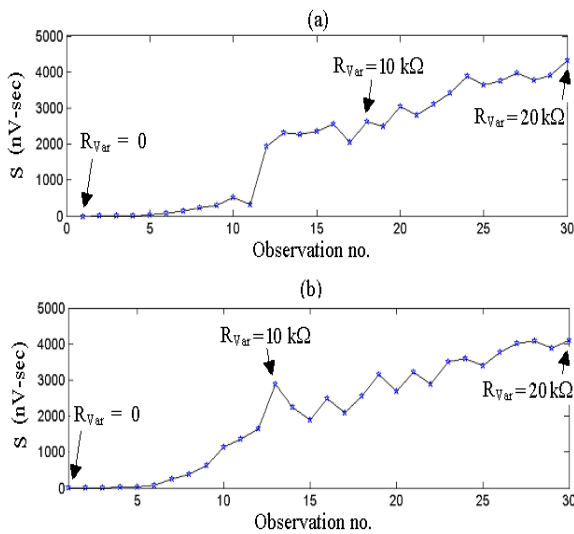 (a)
5000
4000
3000
2000
1000
0
S (nV-sec)
R_Var = 0
R_Var = 10 kΩ
R_Var = 20 kΩ
0 5 10 15 20 25 30
Observation no.
(b)
5000
4000
3000
2000
1000
0
S (nV-sec)
R_Var = 0
R_Var = 10 kΩ
R_Var = 20 kΩ
5 10 15 20 25 30
Observation no.